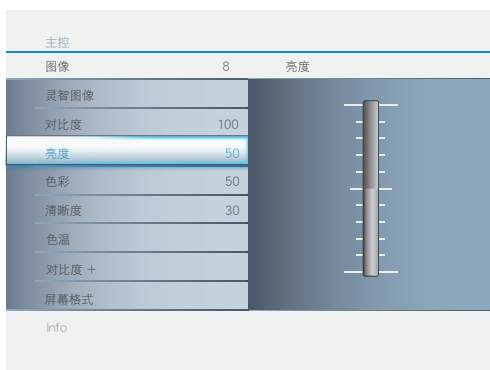 主控
图像 8 亮度
灵智图像
对比度 100
亮度 50
色彩 50
清晰度 30
色温
对比度 +
屏幕格式
Info